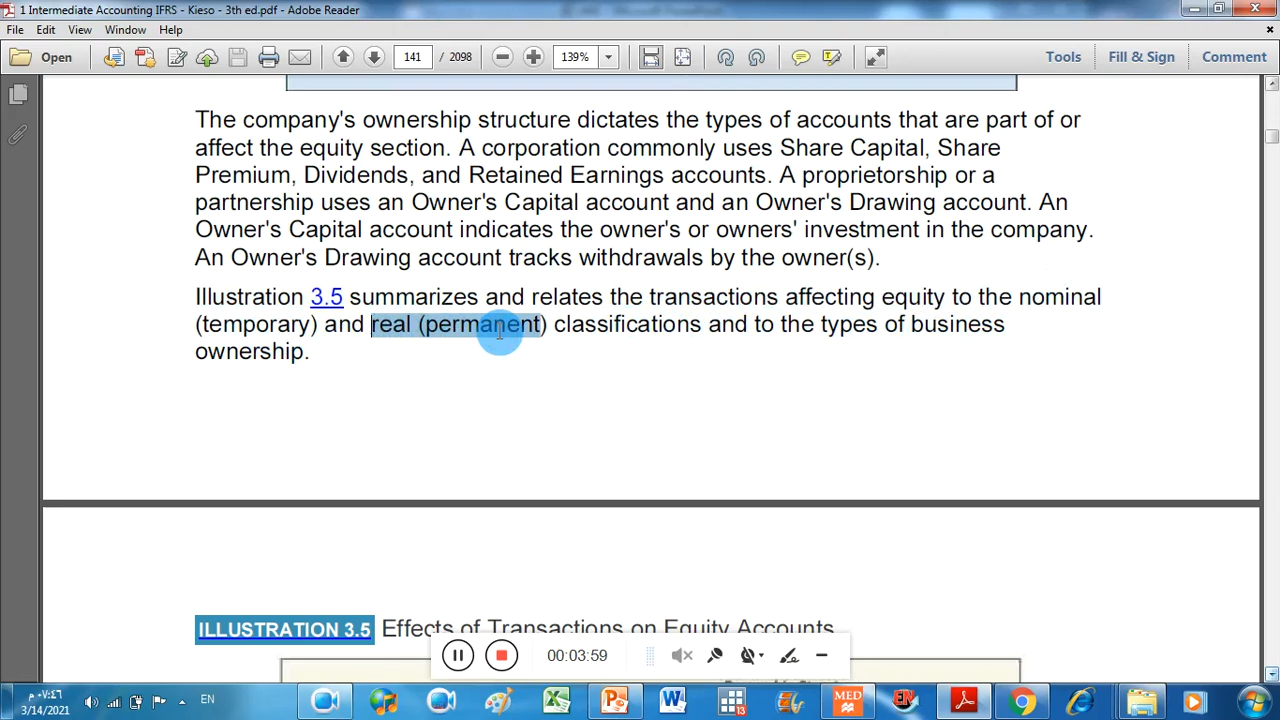 1 Intermediate Accounting IFRS - Kieso - 3th ed.pdf - Adobe Reader
File Edit View Window Help
Open 141 / 2098 139% Tools Fill & Sign Comment
The company's ownership structure dictates the types of accounts that are part of or
affect the equity section. A corporation commonly uses Share Capital, Share
Premium, Dividends, and Retained Earnings accounts. A proprietorship or a
partnership uses an Owner's Capital account and an Owner's Drawing account. An
Owner's Capital account indicates the owner's or owners' investment in the company.
An Owner's Drawing account tracks withdrawals by the owner(s).
Illustration 3.5 summarizes and relates the transactions affecting equity to the nominal
(temporary) and real (permanent) classifications and to the types of business
ownership.
ILLUSTRATION 3.5 Effects of Transactions on Equity Accounts
00:03:59
م ٠٧:٤٦
3/14/2021
EN
13
MED